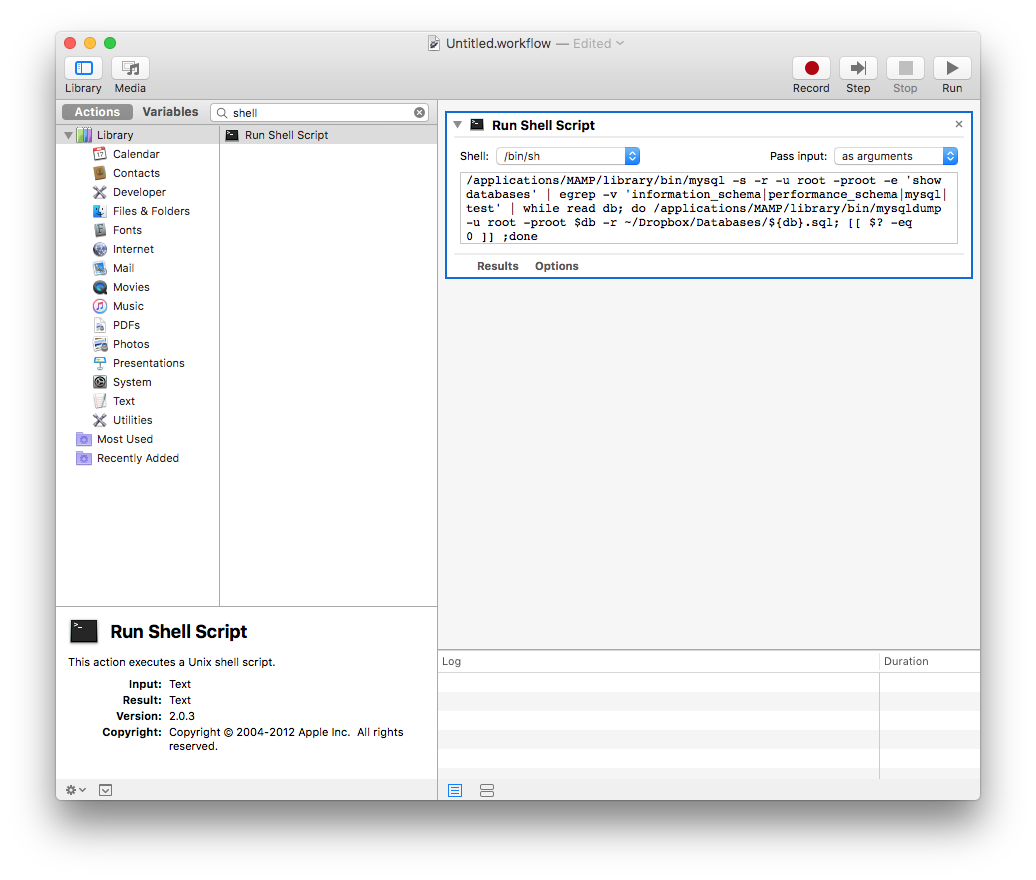 Untitled.workflow — Edited
Library
Media
Record
Step
Stop
Run
Actions
Variables
shell
Library
Calendar
Contacts
Developer
Files & Folders
Fonts
Internet
Mail
Movies
Music
PDFs
Photos
Presentations
System
Text
Utilities
Most Used
Recently Added
Run Shell Script
Run Shell Script
This action executes a Unix shell script.
Input: Text
Result: Text
Version: 2.0.3
Copyright: Copyright © 2004-2012 Apple Inc. All rights
reserved.
Run Shell Script
Shell: /bin/sh
Pass input: as arguments
/applications/MAMP/library/bin/mysql -s -r -u root -proot -e 'show
databases' | egrep -v 'information_schema|performance_schema|mysql|
test' | while read db; do /applications/MAMP/library/bin/mysqldump
-u root -proot $db -r ~/Dropbox/Databases/${db}.sql; [[ $? -eq
0 ]] ;done
Results
Options
Log
Duration